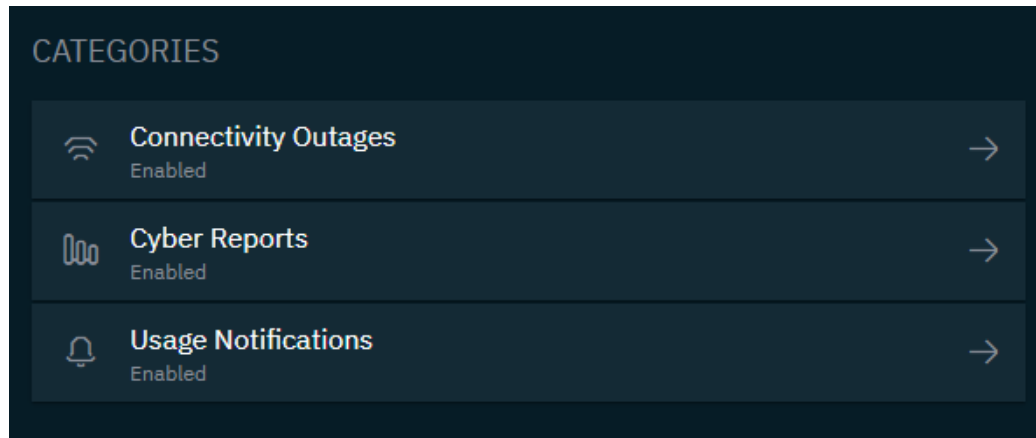 CATEGORIES
Connectivity Outages
Enabled
Cyber Reports
Enabled
Usage Notifications
Enabled